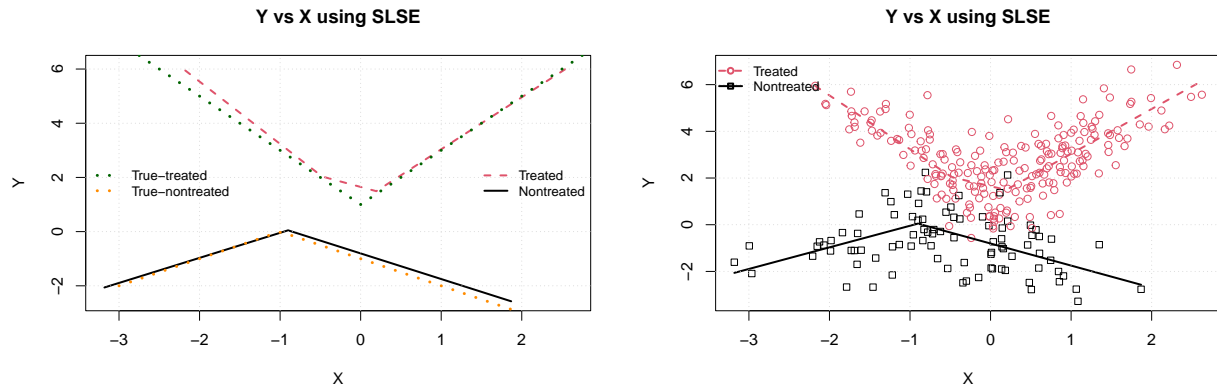 Y vs X using SLSE
Y
6
4
2
0
−2
True−treated
True−nontreated
Treated
Nontreated
−3 −2 −1 0 1 2
X
Y vs X using SLSE
Y
6
4
2
0
−2
Treated
Nontreated
−3 −2 −1 0 1 2
X